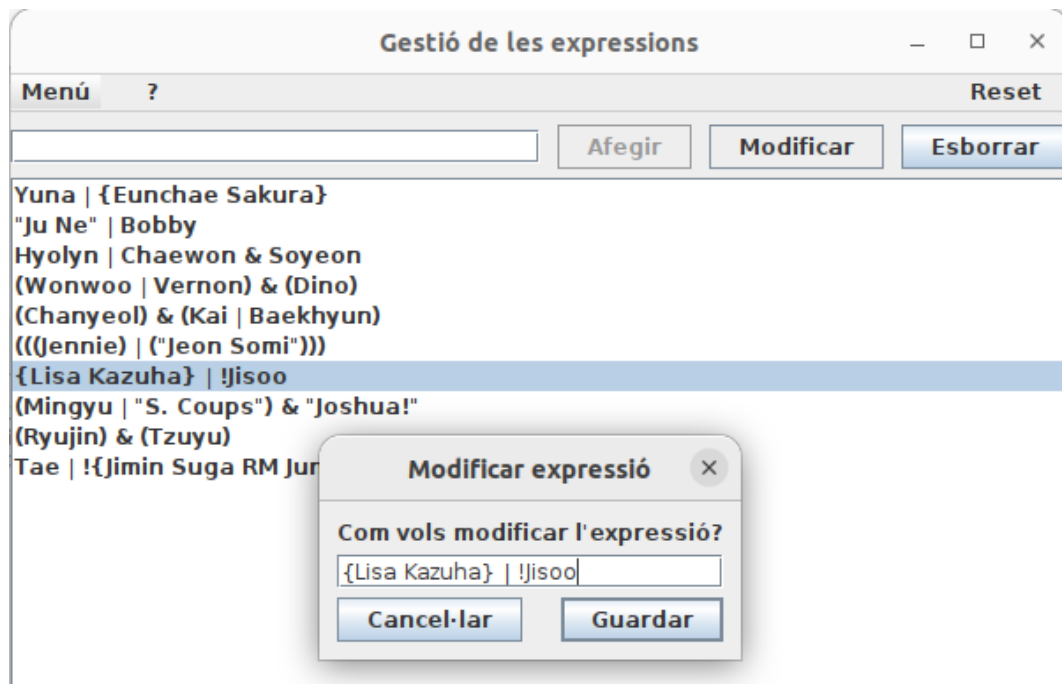 Gestió de les expressions
Menú ? Reset
Afegir Modificar Esborrar
Yuna | {Eunchae Sakura}
"Ju Ne" | Bobby
Hyolyn | Chaewon & Soyeon
(Wonwoo | Vernon) & (Dino)
(Chanyeol) & (Kai | Baekhyun)
(((Jennie) | ("Jeon Somi")))
{Lisa Kazuha} | !Jisoo
(Mingyu | "S. Coups") & "Joshua!"
(Ryujin) & (Tzuyu)
Tae | !{Jimin Suga RM
Modificar expressió
Com vols modificar l'expressió?
{Lisa Kazuha} | !Jisoo
Cancel·lar Guardar